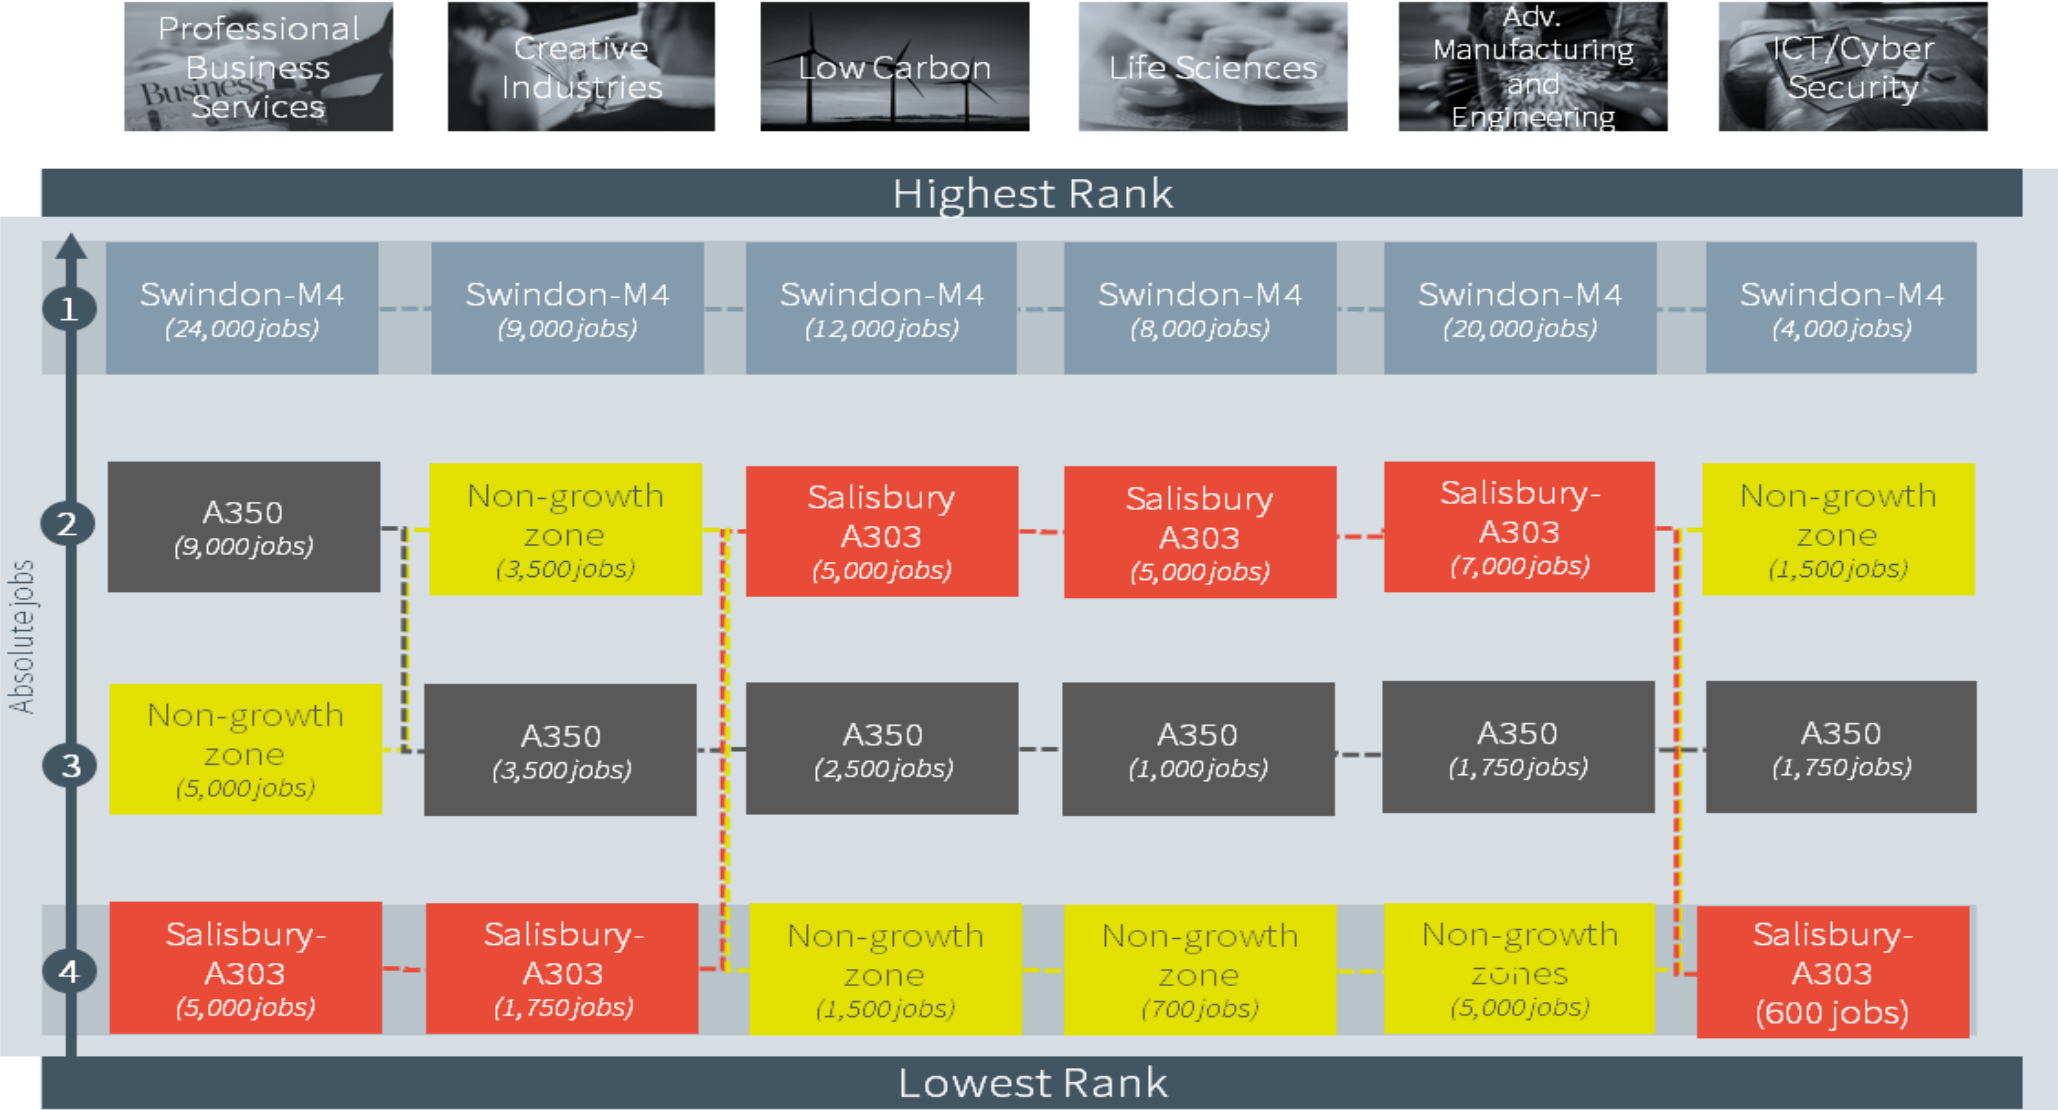 Professional
Business
Services
Business
Creative
Industries
Low Carbon
Life Sciences
Adv.
Manufacturing
and
Engineering
ICT/Cyber
Security
Highest Rank
Absolute jobs
1
Swindon-M4
(24,000 jobs)
Swindon-M4
(9,000 jobs)
Swindon-M4
(12,000 jobs)
Swindon-M4
(8,000 jobs)
Swindon-M4
(20,000 jobs)
Swindon-M4
(4,000 jobs)
2
A350
(9,000 jobs)
Non-growth
zone
(3,500 jobs)
Salisbury
A303
(5,000 jobs)
Salisbury
A303
(5,000 jobs)
Salisbury-
A303
(7,000 jobs)
Non-growth
zone
(1,500 jobs)
3
Non-growth
zone
(5,000 jobs)
A350
(3,500 jobs)
A350
(2,500 jobs)
A350
(1,000 jobs)
A350
(1,750 jobs)
A350
(1,750 jobs)
4
Salisbury-
A303
(5,000 jobs)
Salisbury-
A303
(1,750 jobs)
Non-growth
zone
(1,500 jobs)
Non-growth
zone
(700 jobs)
Non-growth
zones
(5,000 jobs)
Salisbury-
A303
(600 jobs)
Lowest Rank